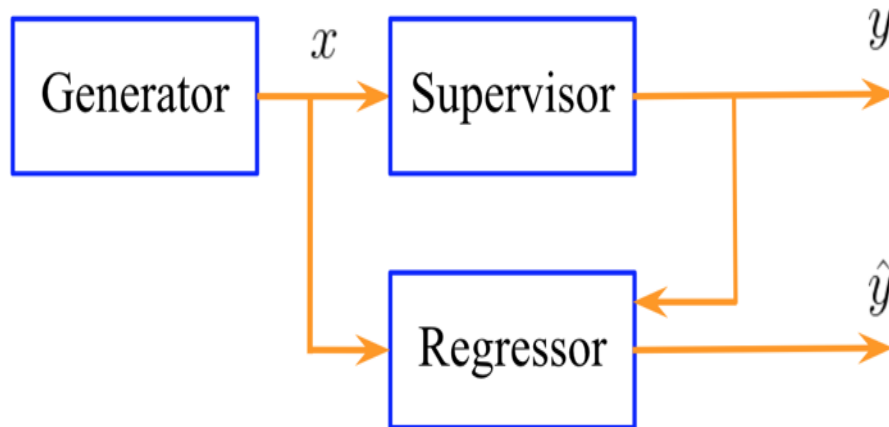 x
y
Generator
Supervisor
ŷ
Regressor